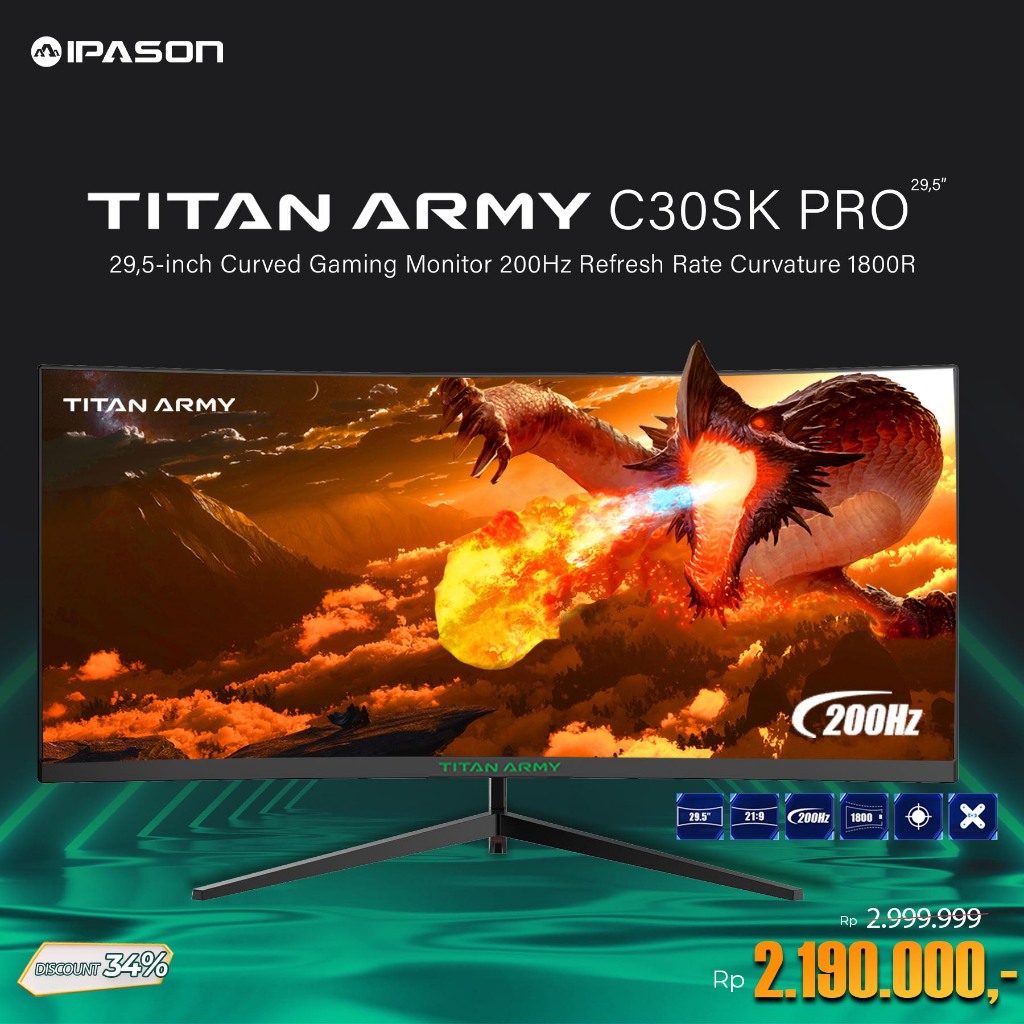 IPASON
TITAN ARMY C30SK PRO 29,5"
29,5-inch Curved Gaming Monitor 200Hz Refresh Rate Curvature 1800R
TITAN ARMY
200Hz
TITAN ARMY
29.5" 21:9 200Hz 1800
Rp 2.999.999
DISCOUNT 34%
Rp 2.190.000,-